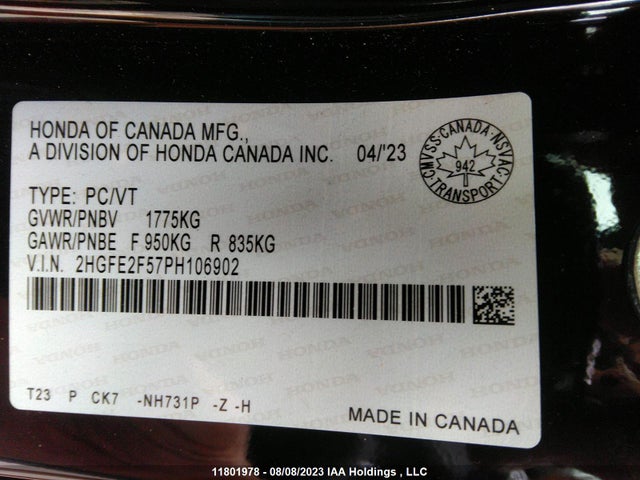 HONDA OF CANADA MFG.,
A DIVISION OF HONDA CANADA INC. 04/'23
CMVSS-CANADA-NSVAC
942
TRANSPORT
TYPE: PC/VT
GVWR/PNBV 1775KG
GAWR/PNBE F 950KG R 835KG
V.I.N. 2HGFE2F57PH106902
T23 P CK7 -NH731P -Z -H
MADE IN CANADA
11801978 - 08/08/2023 IAA Holdings , LLC